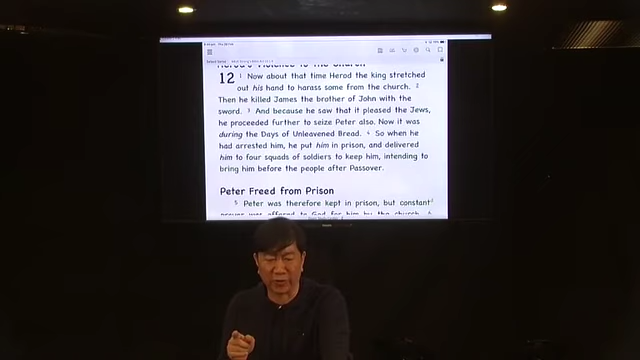 Herod's Violence to the Church
12 1 Now about that time Herod the king stretched
out his hand to harass some from the church. 2
Then he killed James the brother of John with the
sword. 3 And because he saw that it pleased the Jews,
he proceeded further to seize Peter also. Now it was
during the Days of Unleavened Bread. 4 So when he
had arrested him, he put him in prison, and delivered
him to four squads of soldiers to keep him, intending to
bring him before the people after Passover.
Peter Freed from Prison
5 Peter was therefore kept in prison, but constant
prayer was offered to God for him by the church. 6